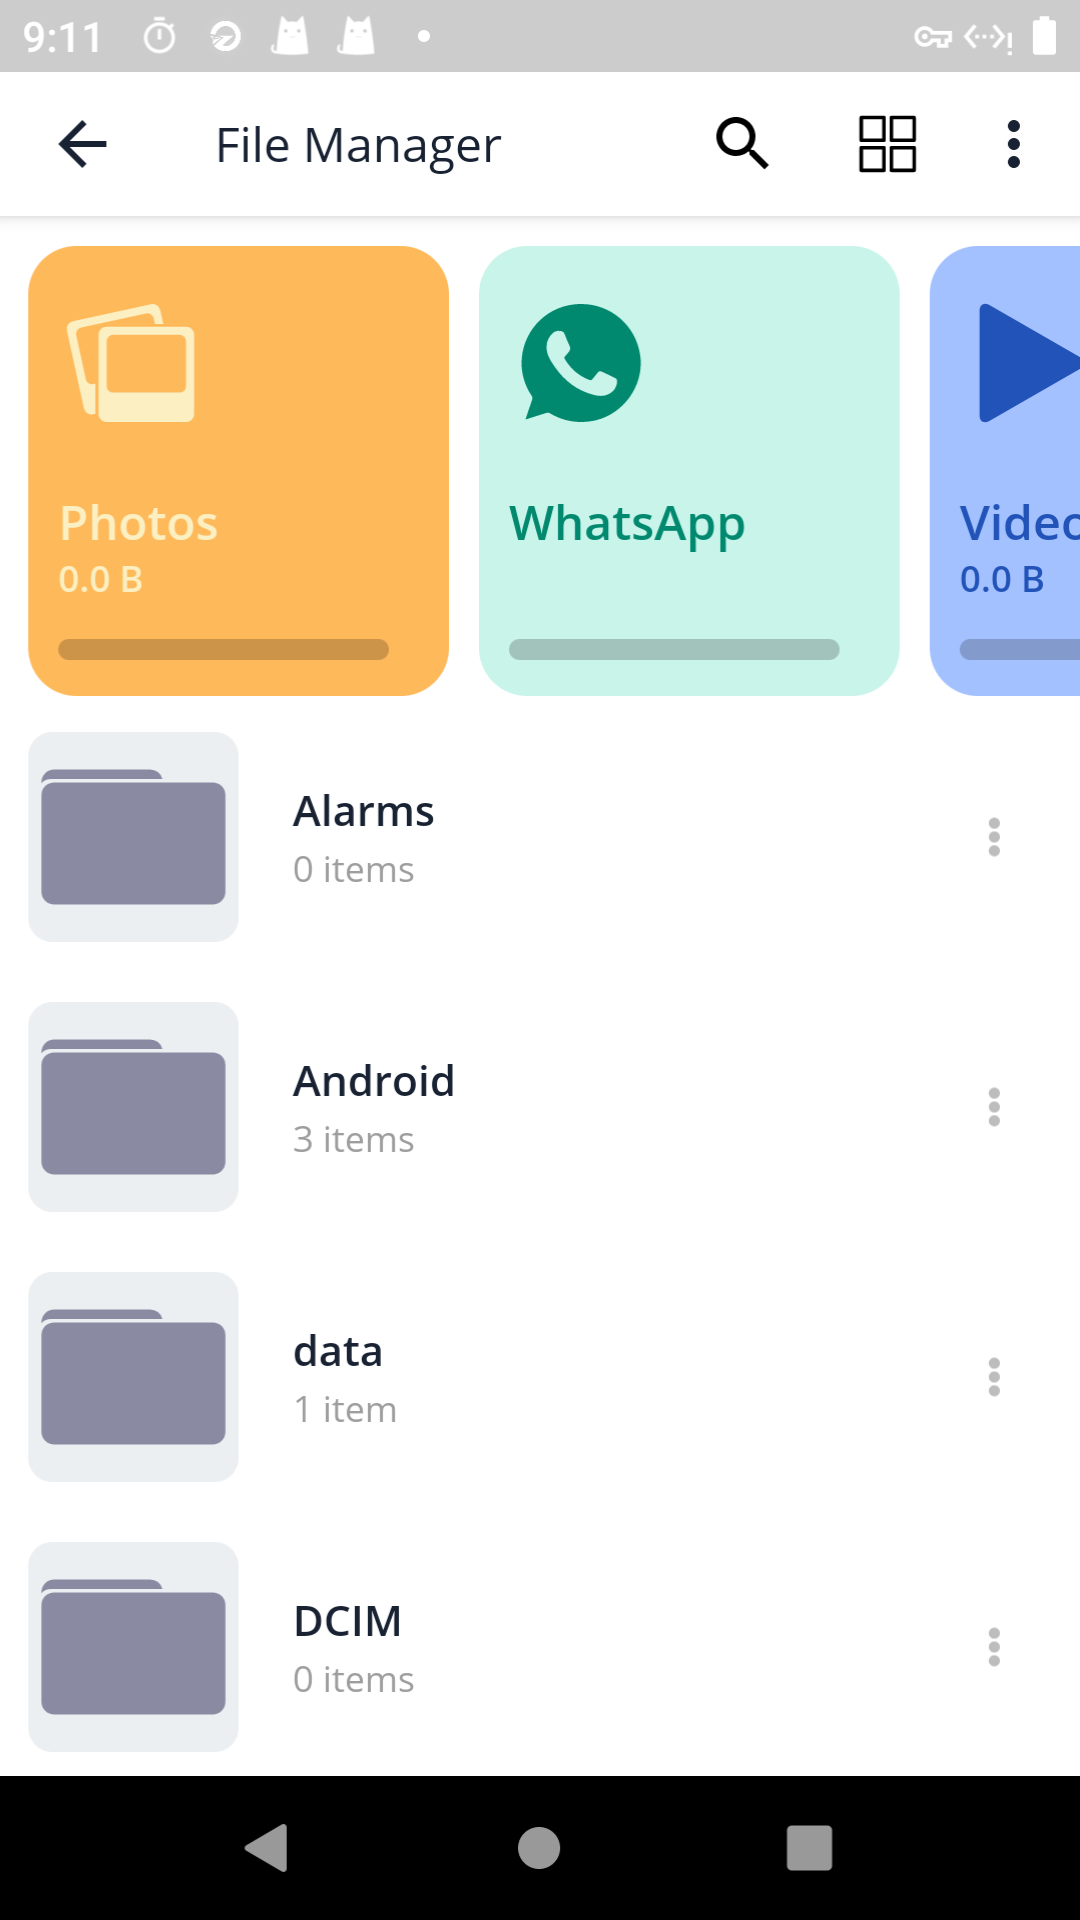 9:11
File Manager
Photos
0.0 B
WhatsApp
Video
0.0 B
Alarms
0 items
Android
3 items
data
1 item
DCIM
0 items